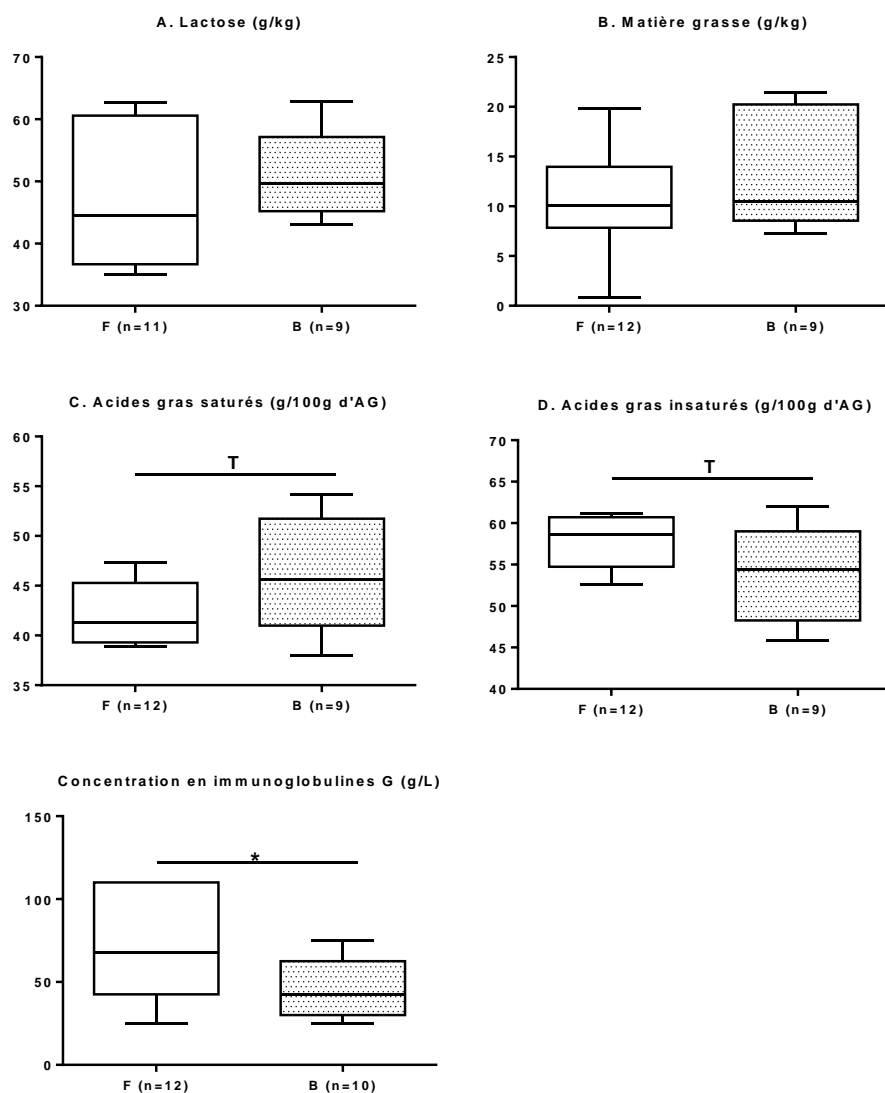 A. Lactose (g/kg)
70
60
50
40
30
F (n=11)
B (n=9)
B. Matière grasse (g/kg)
25
20
15
10
5
0
F (n=12)
B (n=9)
C. Acides gras saturés (g/100g d'AG)
60
55
50
45
40
35
T
F (n=12)
B (n=9)
D. Acides gras insaturés (g/100g d'AG)
70
65
60
55
50
45
40
T
F (n=12)
B (n=9)
Concentration en immunoglobulines G (g/L)
150
100
50
0
*
F (n=12)
B (n=10)